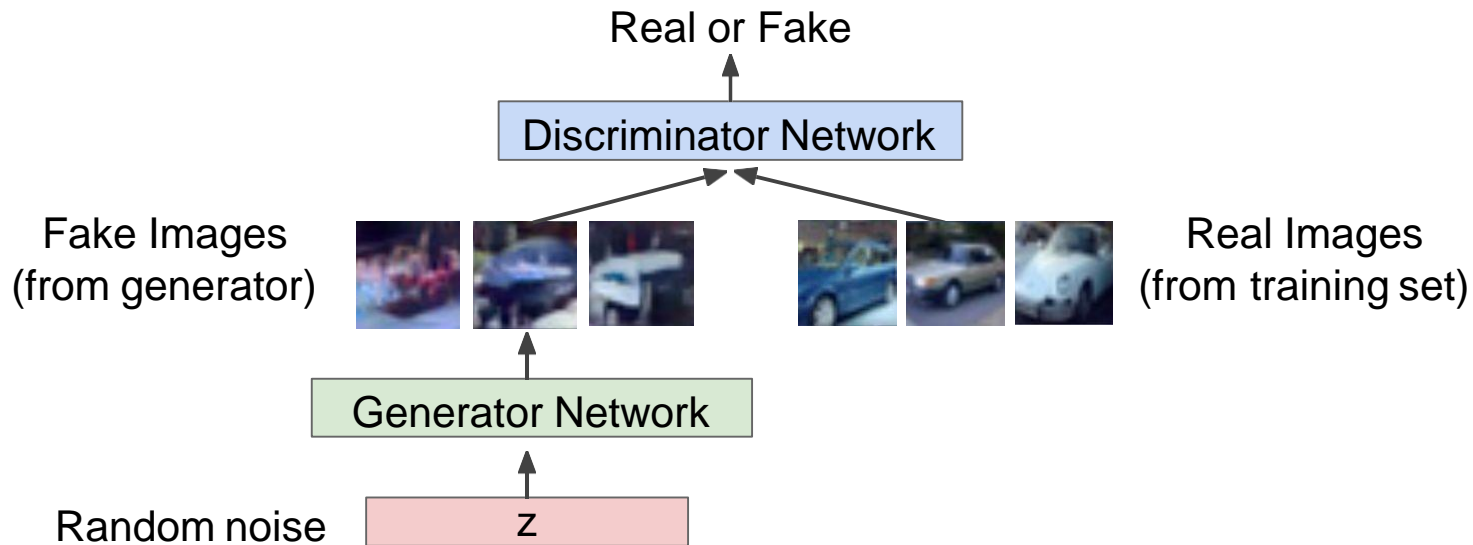 Real or Fake
Discriminator Network
Fake Images
(from generator)
Real Images
(from training set)
Generator Network
Random noise
z